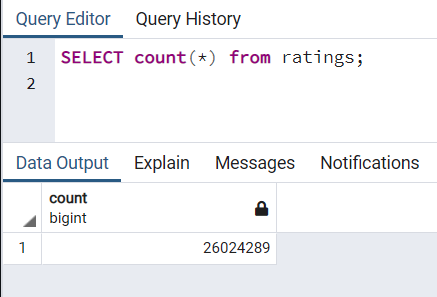 Query Editor Query History
1 SELECT count(*) from ratings;
2
Data Output Explain Messages Notifications
count
bigint
1 26024289